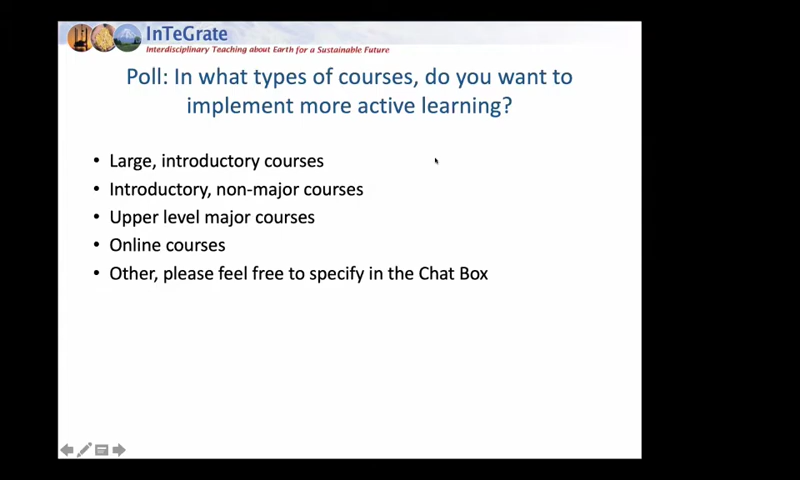 InTeGrate
Interdisciplinary Teaching about Earth for a Sustainable Future
Poll: In what types of courses, do you want to
implement more active learning?
• Large, introductory courses
• Introductory, non-major courses
• Upper level major courses
• Online courses
• Other, please feel free to specify in the Chat Box